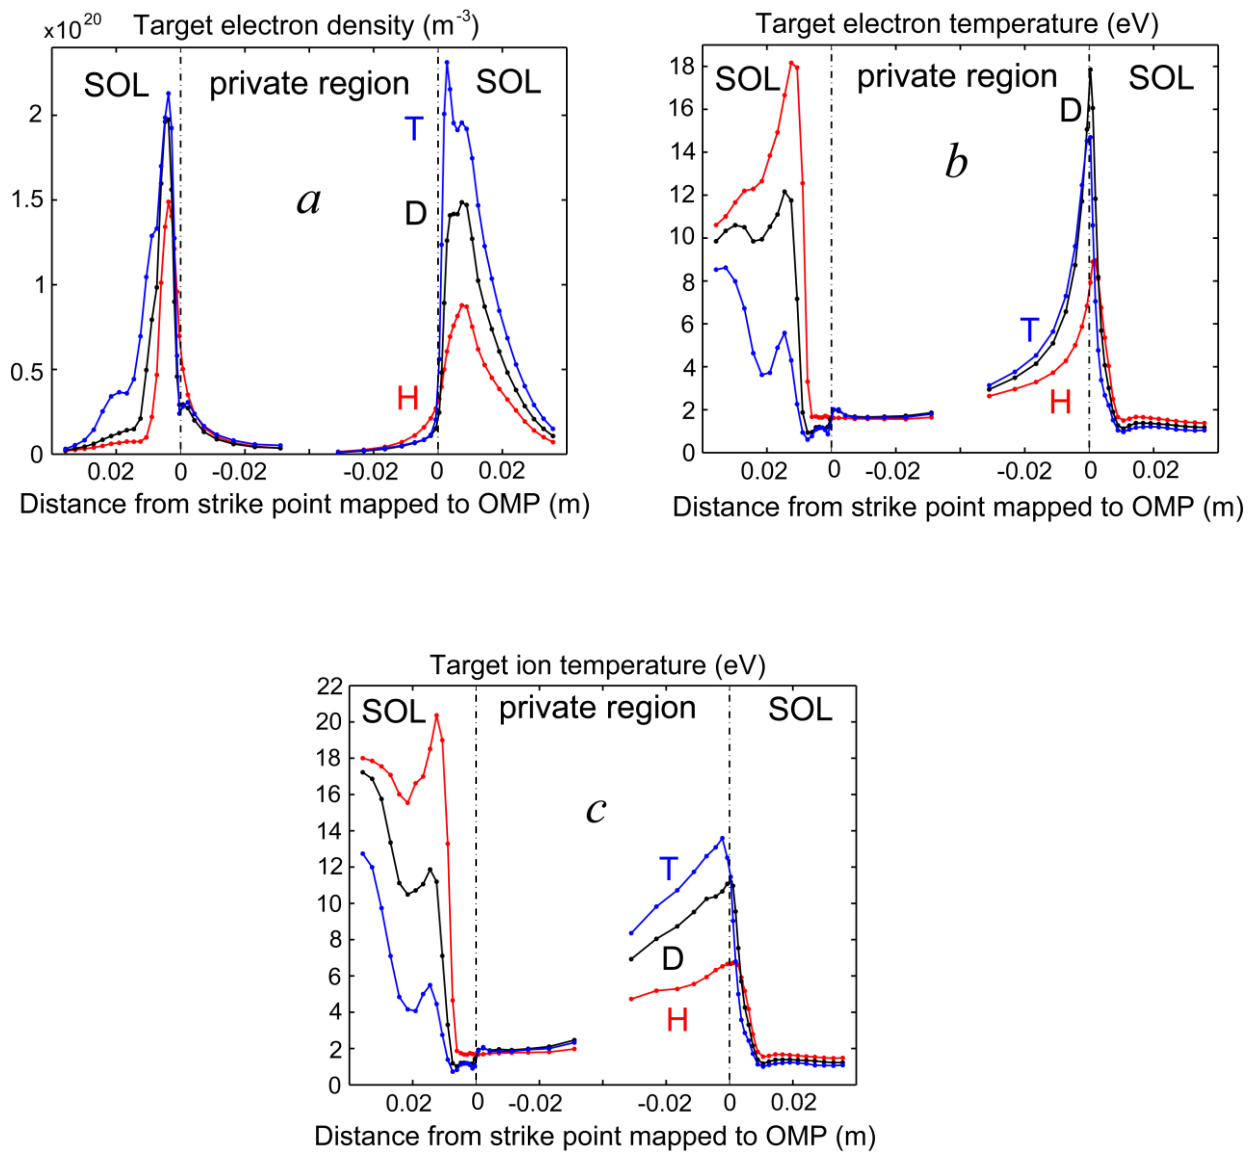 Target electron density (m-3)
x10^20
SOL private region SOL
2
1.5
1
0.5
0
T
D
H
a
0.02 0 -0.02 -0.02 0 0.02
Distance from strike point mapped to OMP (m)
Target electron temperature (eV)
SOL private region SOL
18
16
14
12
10
8
6
4
2
0
D
T
H
b
0.02 0 -0.02 -0.02 0 0.02
Distance from strike point mapped to OMP (m)
Target ion temperature (eV)
SOL private region SOL
22
20
18
16
14
12
10
8
6
4
2
0
T
D
H
c
0.02 0 -0.02 -0.02 0 0.02
Distance from strike point mapped to OMP (m)